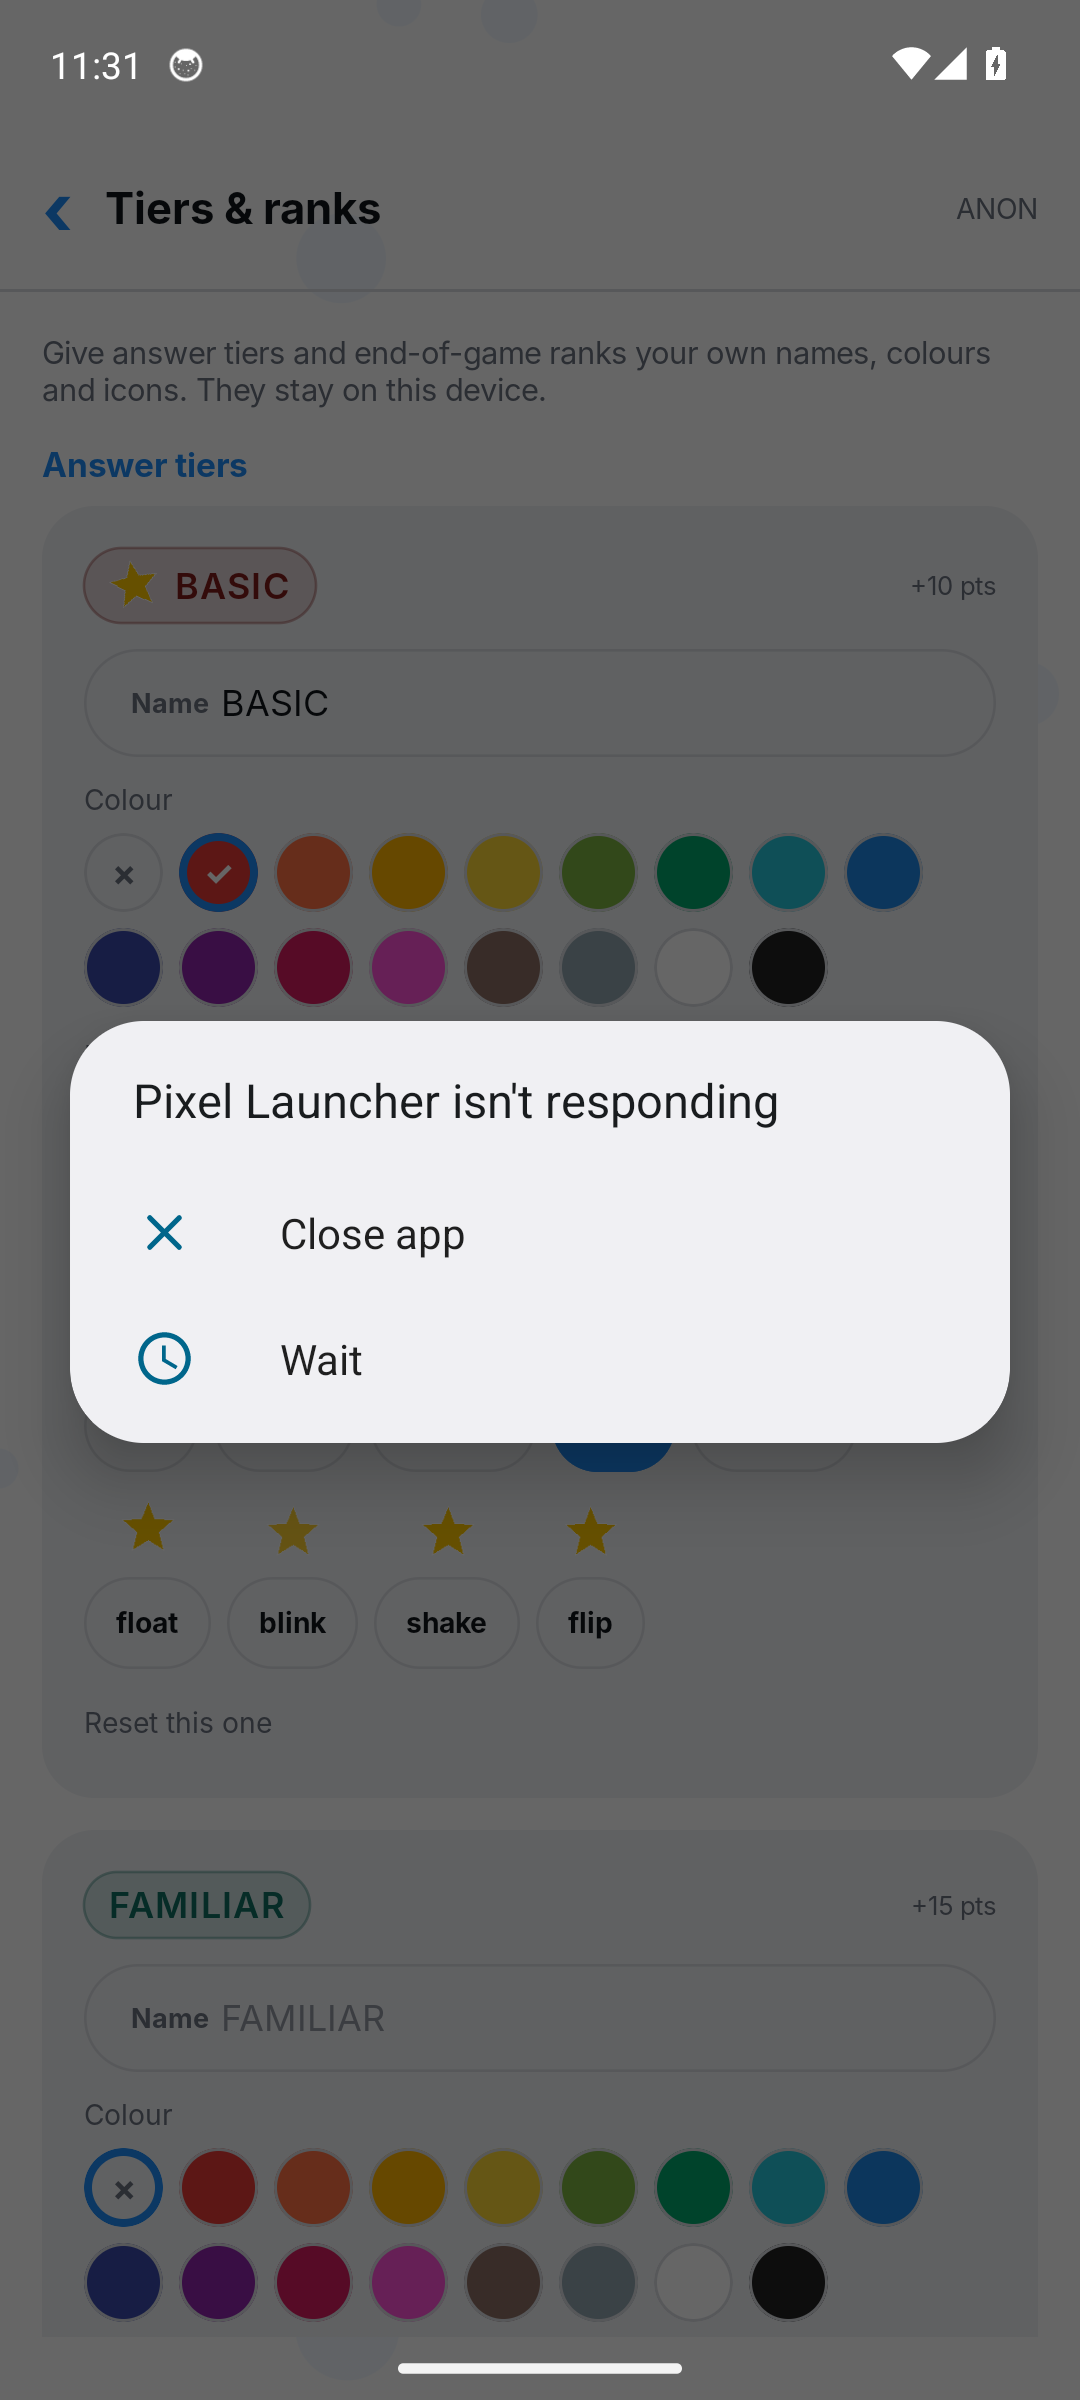 11:31
Tiers & ranks
ANON
Give answer tiers and end-of-game ranks your own names, colours
and icons. They stay on this device.
Answer tiers
BASIC
+10 pts
Name BASIC
Colour
Pixel Launcher isn't responding
Close app
Wait
float
blink
shake
flip
Reset this one
FAMILIAR
+15 pts
Name FAMILIAR
Colour